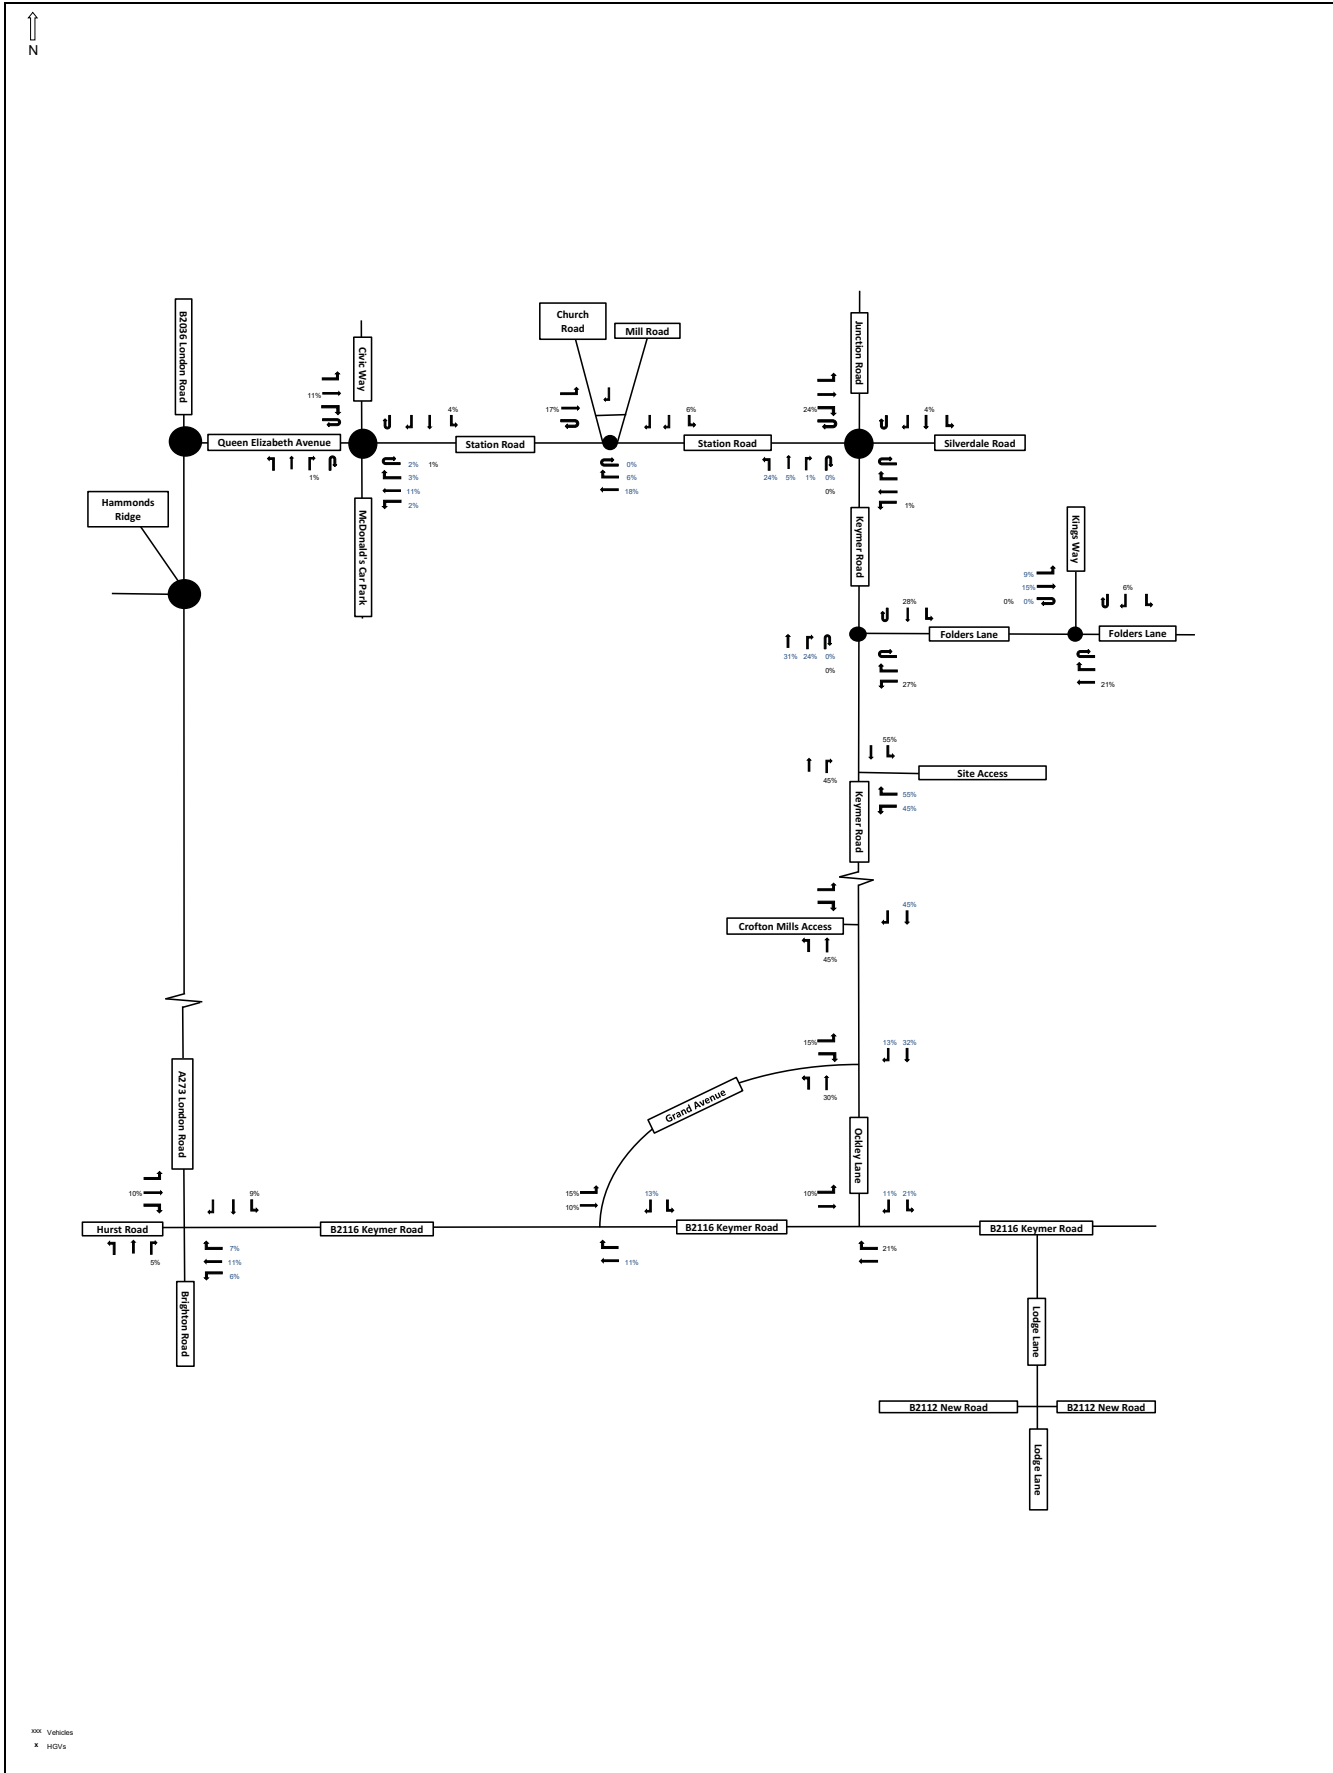 N
B2036 London Road
Civic Way
Church
Road
Mill Road
Junction Road
11%
4%
17%
6%
24%
4%
Queen Elizabeth Avenue
Station Road
Station Road
Silverdale Road
1%
2%
1%
3%
11%
2%
0%
6%
18%
24%
5%
1%
0%
0%
1%
Hammonds
Ridge
McDonald's Car Park
Keymer Road
Kings Way
9%
15%
0%
0%
6%
28%
Folders Lane
Folders Lane
31%
24%
0%
0%
27%
21%
55%
45%
Site Access
55%
45%
Keymer Road
45%
Crofton Mills Access
45%
15%
13%
32%
30%
Grand Avenue
A273 London Road
Ockley Lane
10%
9%
15%
10%
13%
10%
11%
21%
Hurst Road
B2116 Keymer Road
B2116 Keymer Road
B2116 Keymer Road
5%
7%
11%
6%
11%
21%
Brighton Road
Lodge Lane
B2112 New Road
B2112 New Road
Lodge Lane
xxx Vehicles
x HGVs